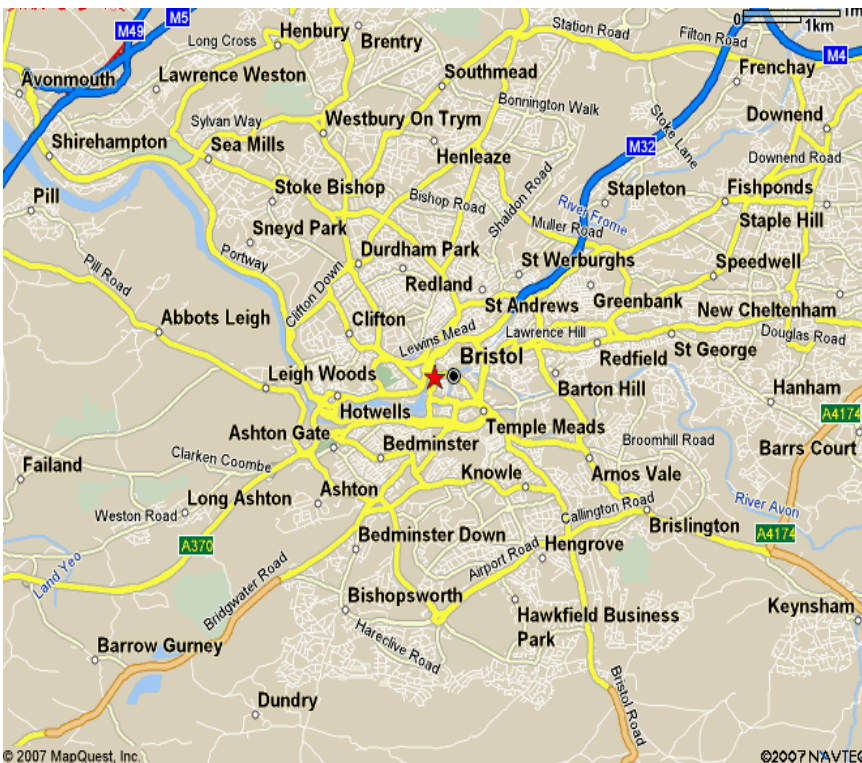 M5
M49
0
1m
1km
Henbury
Brentry
Long Cross
Station Road
Filton Road
M4
Avonmouth
Lawrence Weston
Southmead
Frenchay
Bonnington Walk
Stoke Lane
Downend
Sylvan Way
Westbury On Trym
Shirehampton
Sea Mills
Henleaze
M32
Downend Road
Pill
Stoke Bishop
Bishop Road
Shaldon Road
Stapleton
Fishponds
River Frome
Muller Road
Staple Hill
Sneyd Park
Portway
Durdham Park
St Werburghs
Speedwell
Pill Road
Clifton Down
Redland
Greenbank
St Andrews
New Cheltenham
Abbots Leigh
Clifton
Lewins Mead
Lawrence Hill
Douglas Road
Bristol
Redfield
St George
Leigh Woods
Barton Hill
Hanham
Hotwells
A4174
Ashton Gate
Bedminster
Temple Meads
Broomhill Road
Barrs Court
Failand
Clarken Coombe
Knowle
Arnos Vale
Long Ashton
Ashton
Callington Road
River Avon
Weston Road
Brislington
A370
Bedminster Down
Airport Road
Hengrove
A4174
Land Yeo
Bridgwater Road
Bishopsworth
Hawkfield Business
Park
Keynsham
Barrow Gurney
Hareclive Road
Bristol Road
Dundry
© 2007 MapQuest, Inc.
©2007 NAVTEQ